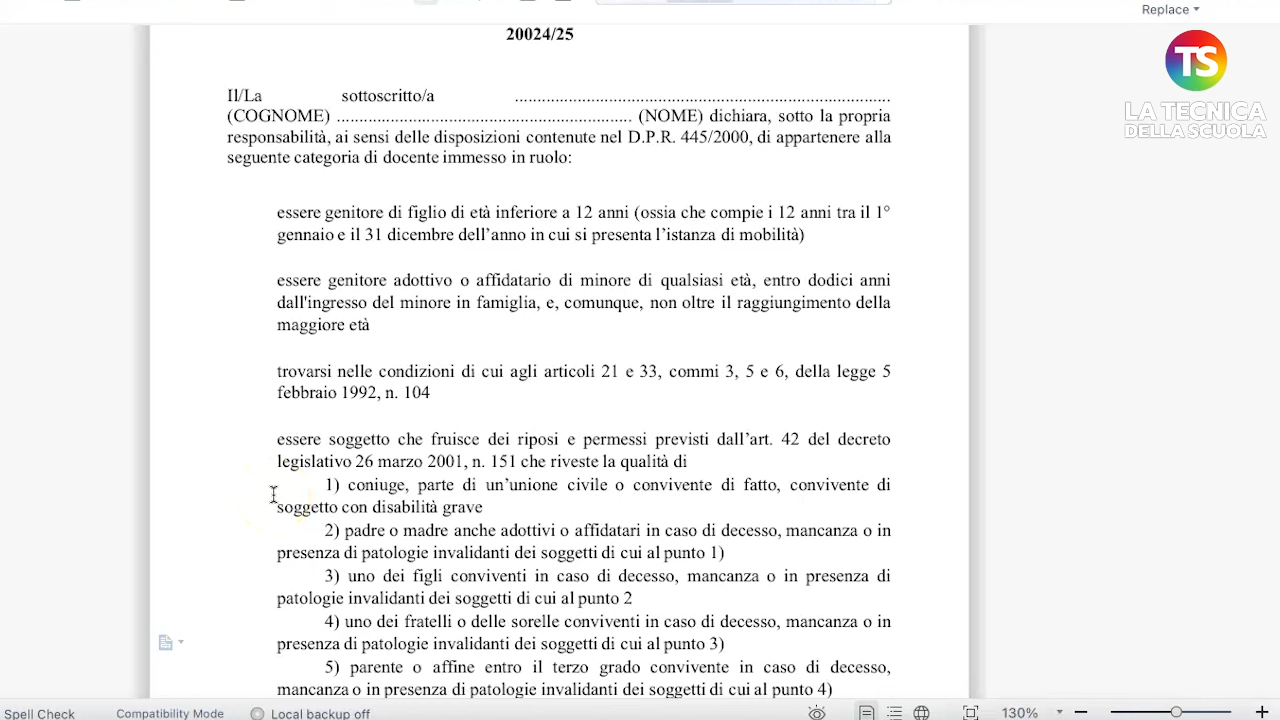 Replace
20024/25
TS
LA TECNICA
DELLA SCUOLA
Il/La sottoscritto/a ....................................................................................
(COGNOME) .................................................................. (NOME) dichiara, sotto la propria
responsabilità, ai sensi delle disposizioni contenute nel D.P.R. 445/2000, di appartenere alla
seguente categoria di docente immesso in ruolo:
essere genitore di figlio di età inferiore a 12 anni (ossia che compie i 12 anni tra il 1°
gennaio e il 31 dicembre dell’anno in cui si presenta l’istanza di mobilità)
essere genitore adottivo o affidatario di minore di qualsiasi età, entro dodici anni
dall'ingresso del minore in famiglia, e, comunque, non oltre il raggiungimento della
maggiore età
trovarsi nelle condizioni di cui agli articoli 21 e 33, commi 3, 5 e 6, della legge 5
febbraio 1992, n. 104
essere soggetto che fruisce dei riposi e permessi previsti dall’art. 42 del decreto
legislativo 26 marzo 2001, n. 151 che riveste la qualità di
1) coniuge, parte di un’unione civile o convivente di fatto, convivente di
soggetto con disabilità grave
2) padre o madre anche adottivi o affidatari in caso di decesso, mancanza o in
presenza di patologie invalidanti dei soggetti di cui al punto 1)
3) uno dei figli conviventi in caso di decesso, mancanza o in presenza di
patologie invalidanti dei soggetti di cui al punto 2
4) uno dei fratelli o delle sorelle conviventi in caso di decesso, mancanza o in
presenza di patologie invalidanti dei soggetti di cui al punto 3)
5) parente o affine entro il terzo grado convivente in caso di decesso,
mancanza o in presenza di patologie invalidanti dei soggetti di cui al punto 4)
Spell Check Compatibility Mode Local backup off 130%